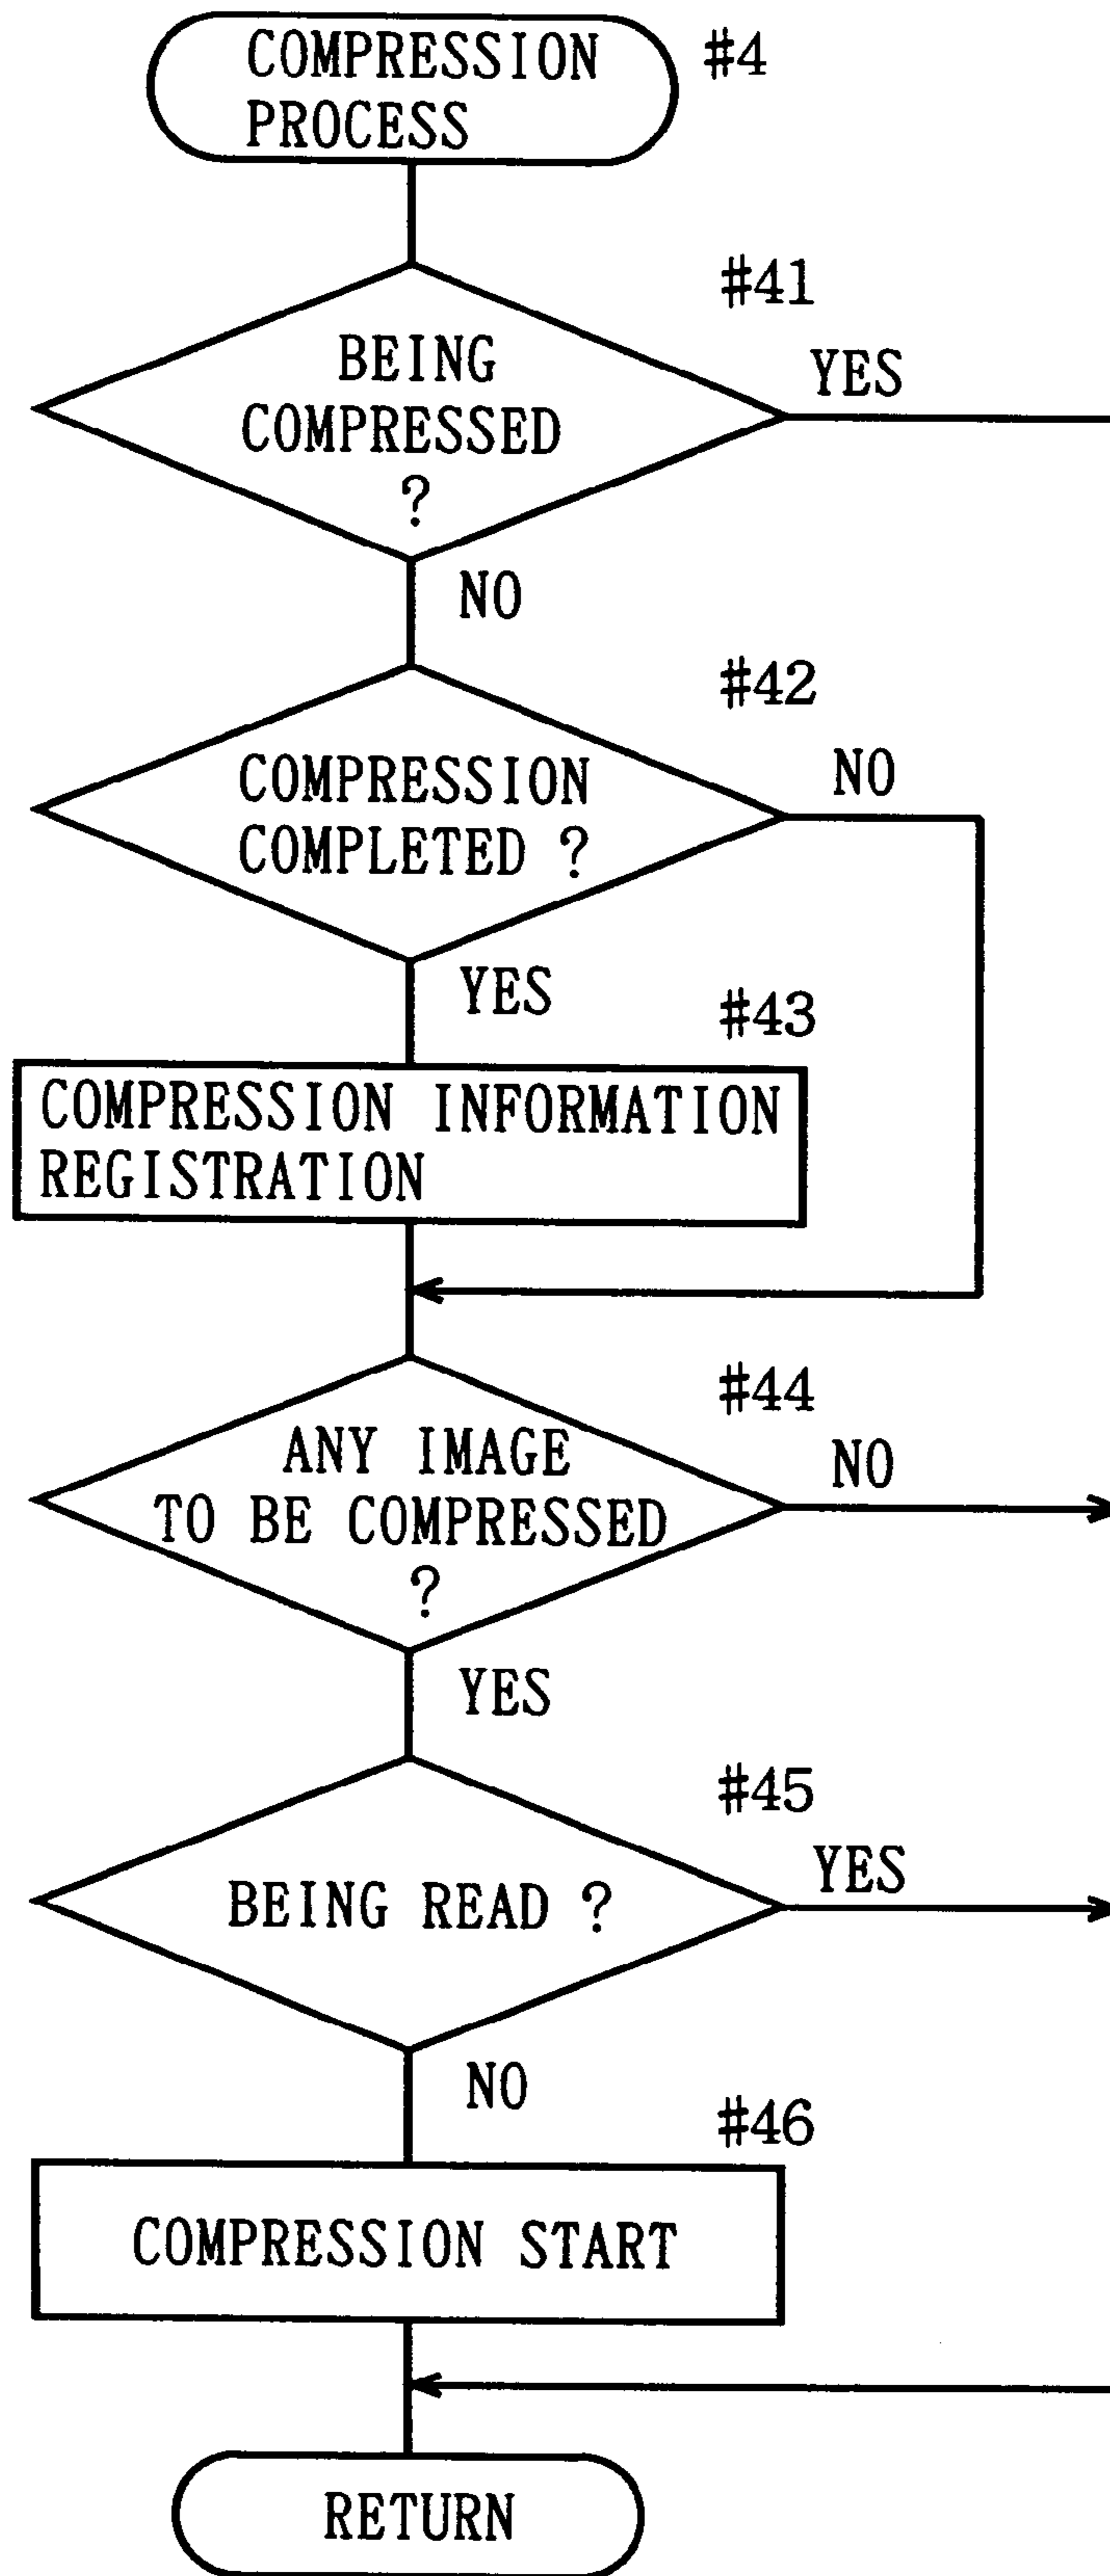 COMPRESSION
PROCESS
#4
#41
BEING
COMPRESSED
?
YES
NO
#42
COMPRESSION
COMPLETED ?
NO
YES
#43
COMPRESSION INFORMATION
REGISTRATION
#44
ANY IMAGE
TO BE COMPRESSED
?
NO
YES
#45
BEING READ ?
YES
NO
#46
COMPRESSION START
RETURN